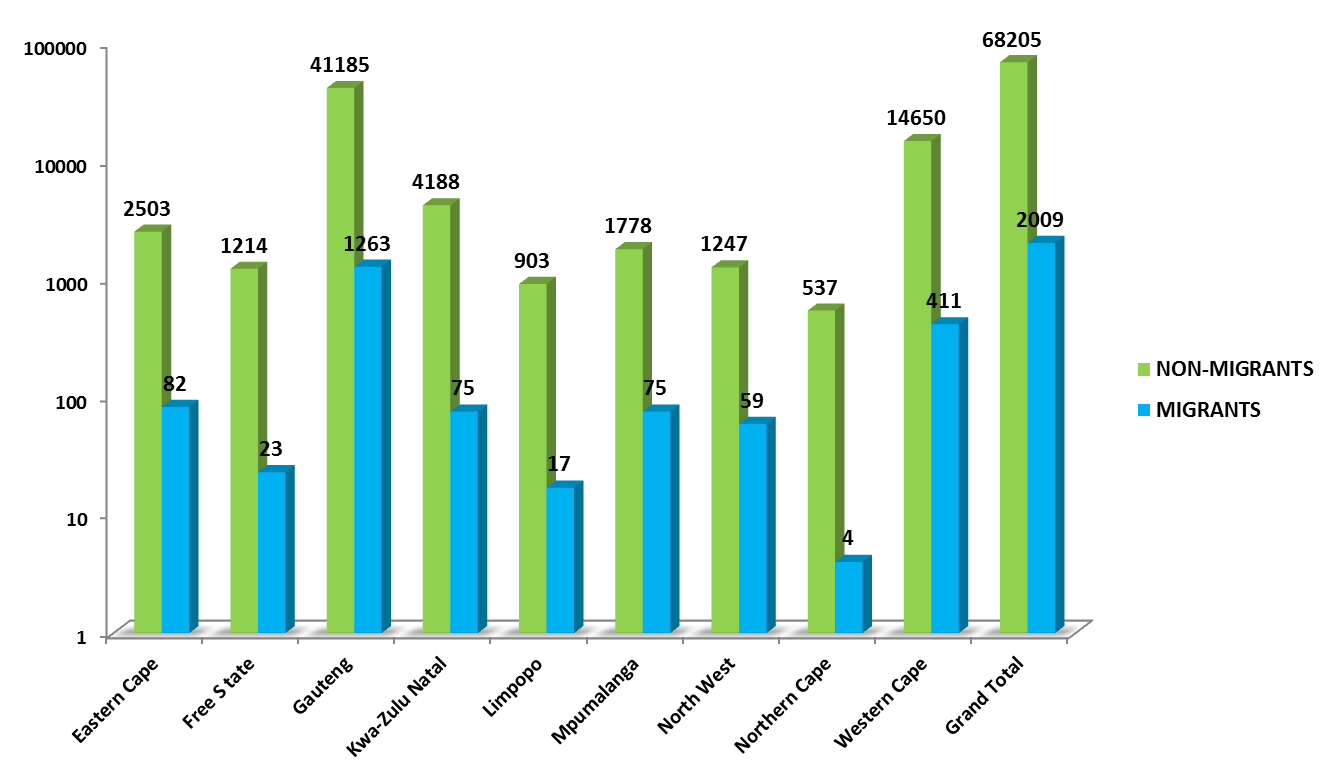 100000
10000
1000
100
10
1
2503
82
1214
23
41185
1263
4188
75
903
17
1778
75
1247
59
537
4
14650
411
68205
2009
Eastern Cape
Free S tate
Gauteng
Kwa-Zulu Natal
Limpopo
Mpumalanga
North West
Northern Cape
Western Cape
Grand Total
NON-MIGRANTS
MIGRANTS